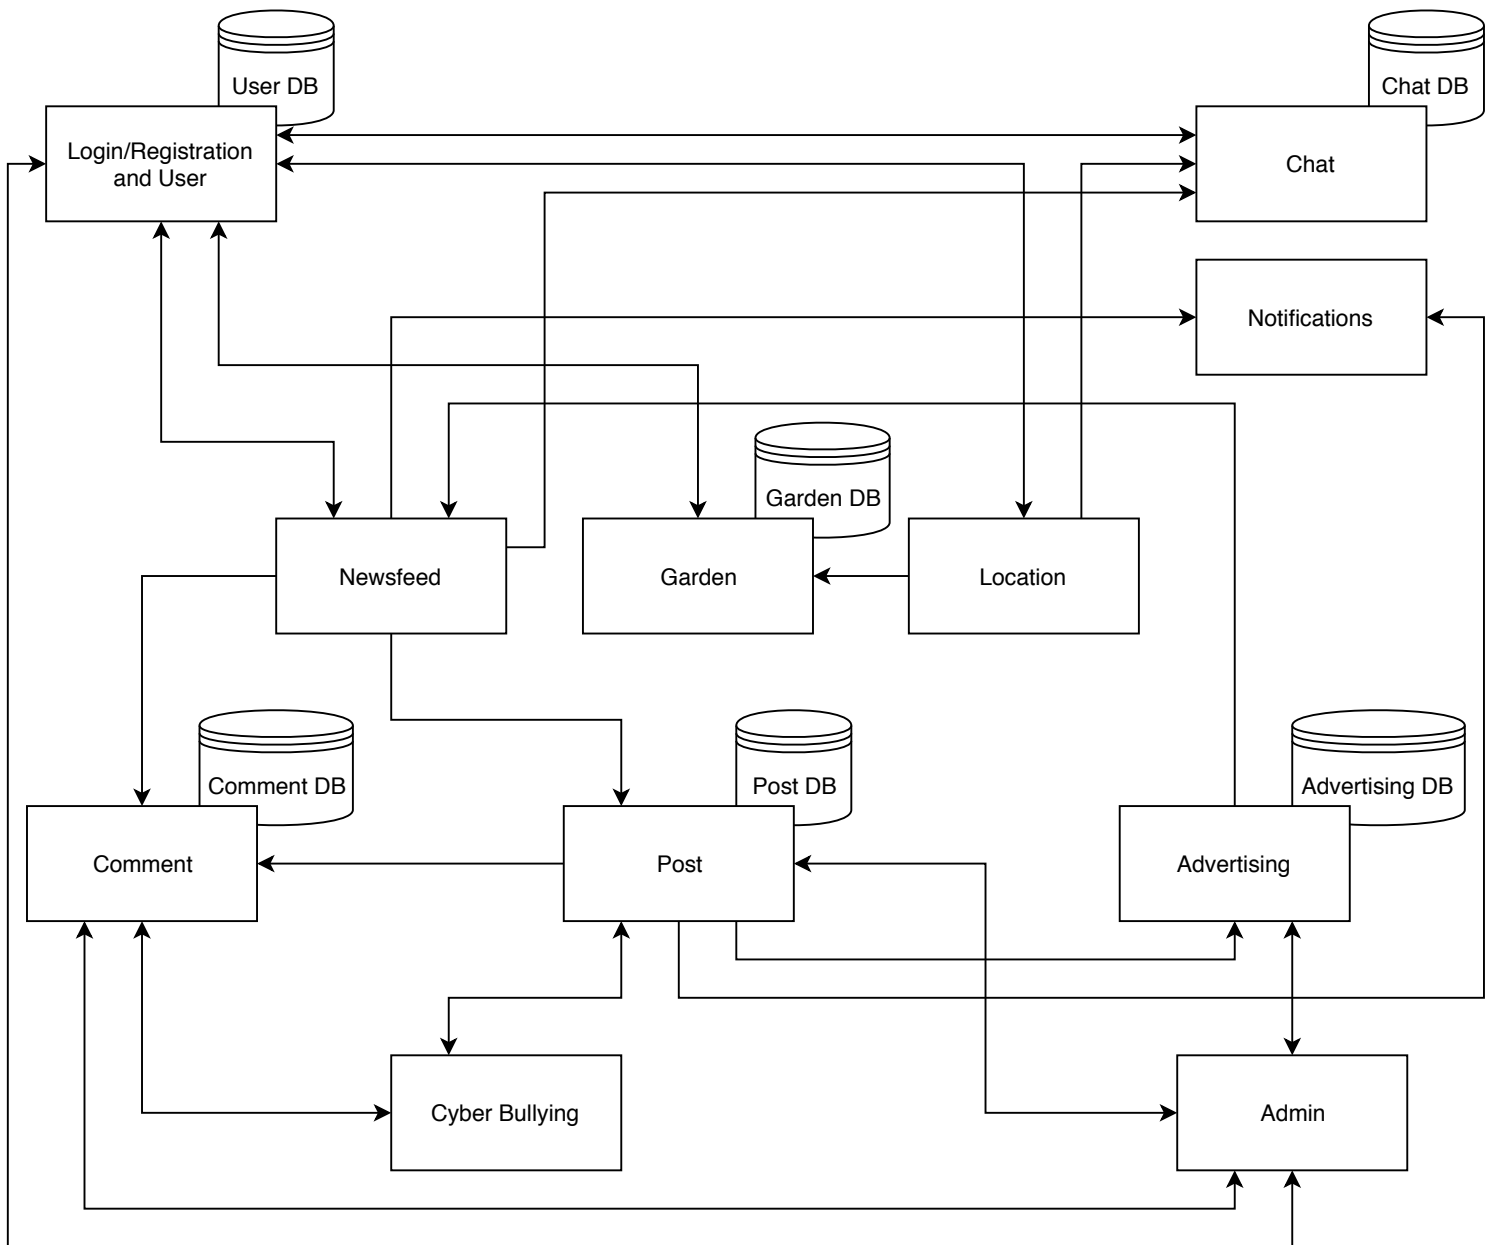 User DB
Chat DB
Login/Registration
and User
Chat
Notifications
Garden DB
Newsfeed
Garden
Location
Comment DB
Post DB
Advertising DB
Comment
Post
Advertising
Cyber Bullying
Admin